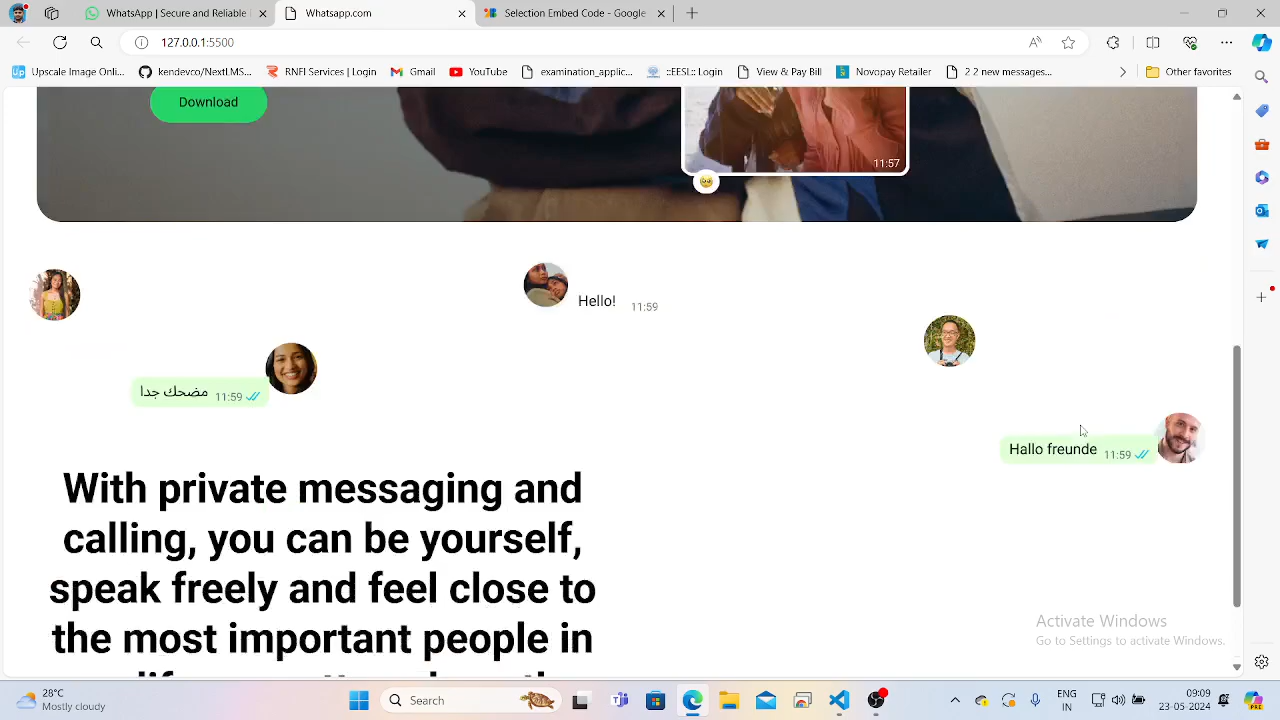 WhatsApp | Secure and Reliable
Whatsapp.com
Selection Embed Code - Google
127.0.0.1:5500
Upscale Image Onl...
kendevco/NextLMS...
RNFI Services | Login
Gmail
YouTube
examination_applic...
::EESL:: Login
View & Pay Bill
Novopay Retailer
2.2 new messages...
Other favorites
Download
11:57
Hello! 11:59
مضحك جدا 11:59
Hallo freunde 11:59
With private messaging and
calling, you can be yourself,
speak freely and feel close to
the most important people in
Activate Windows
Go to Settings to activate Windows.
28°C
Mostly cloudy
Search
ENG
IN
09:09
28-05-2024